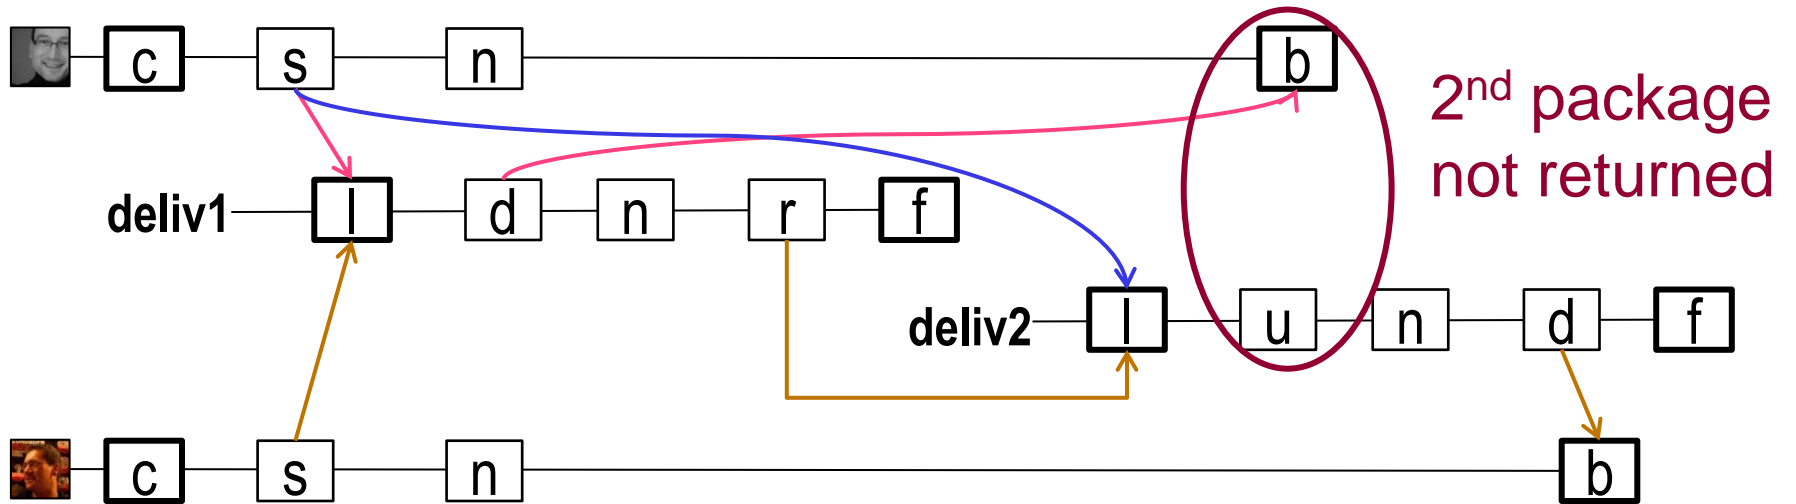 c s n b
2nd package
not returned
deliv1 l d n r f
deliv2 l u n d f
c s n b